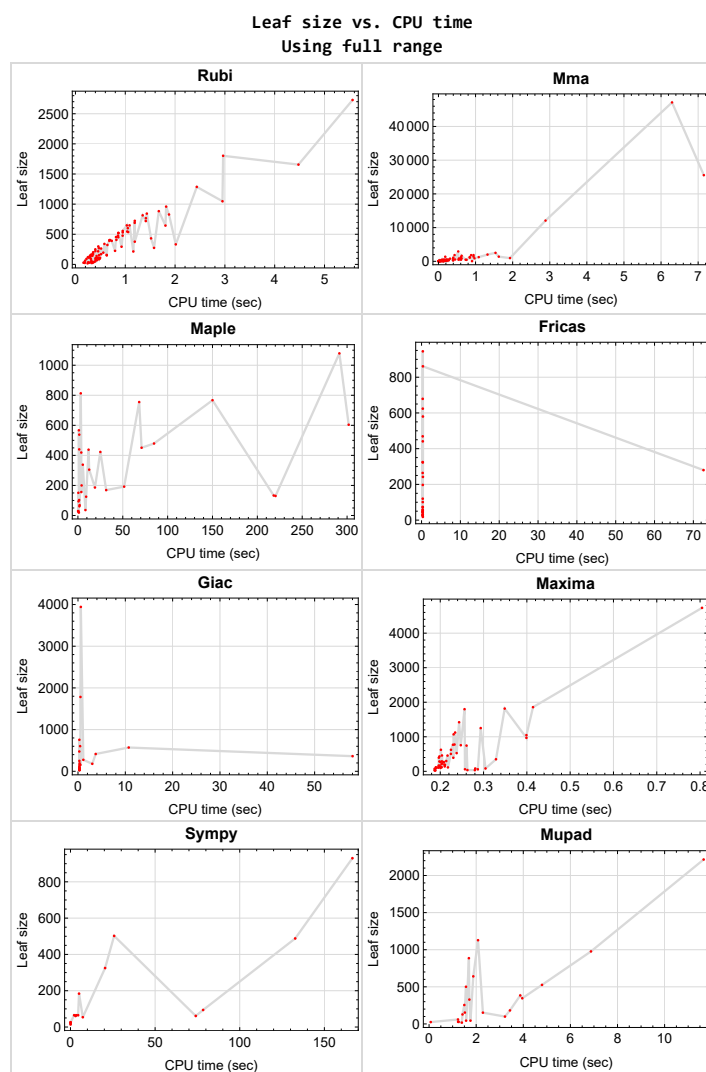 Leaf size vs. CPU time
Using full range
Rubi
Leaf size
2500
2000
1500
1000
500
0
0 1 2 3 4 5
CPU time (sec)
Mma
Leaf size
40 000
30 000
20 000
10 000
0
0 1 2 3 4 5 6 7
CPU time (sec)
Maple
Leaf size
1000
800
600
400
200
0
0 50 100 150 200 250 300
CPU time (sec)
Fricas
Leaf size
800
600
400
200
0
0 10 20 30 40 50 60 70
CPU time (sec)
Giac
Leaf size
4000
3000
2000
1000
0
0 10 20 30 40 50
CPU time (sec)
Maxima
Leaf size
4000
3000
2000
1000
0
0.2 0.3 0.4 0.5 0.6 0.7 0.8
CPU time (sec)
Sympy
Leaf size
800
600
400
200
0
0 50 100 150
CPU time (sec)
Mupad
Leaf size
2000
1500
1000
500
0
0 2 4 6 8 10
CPU time (sec)